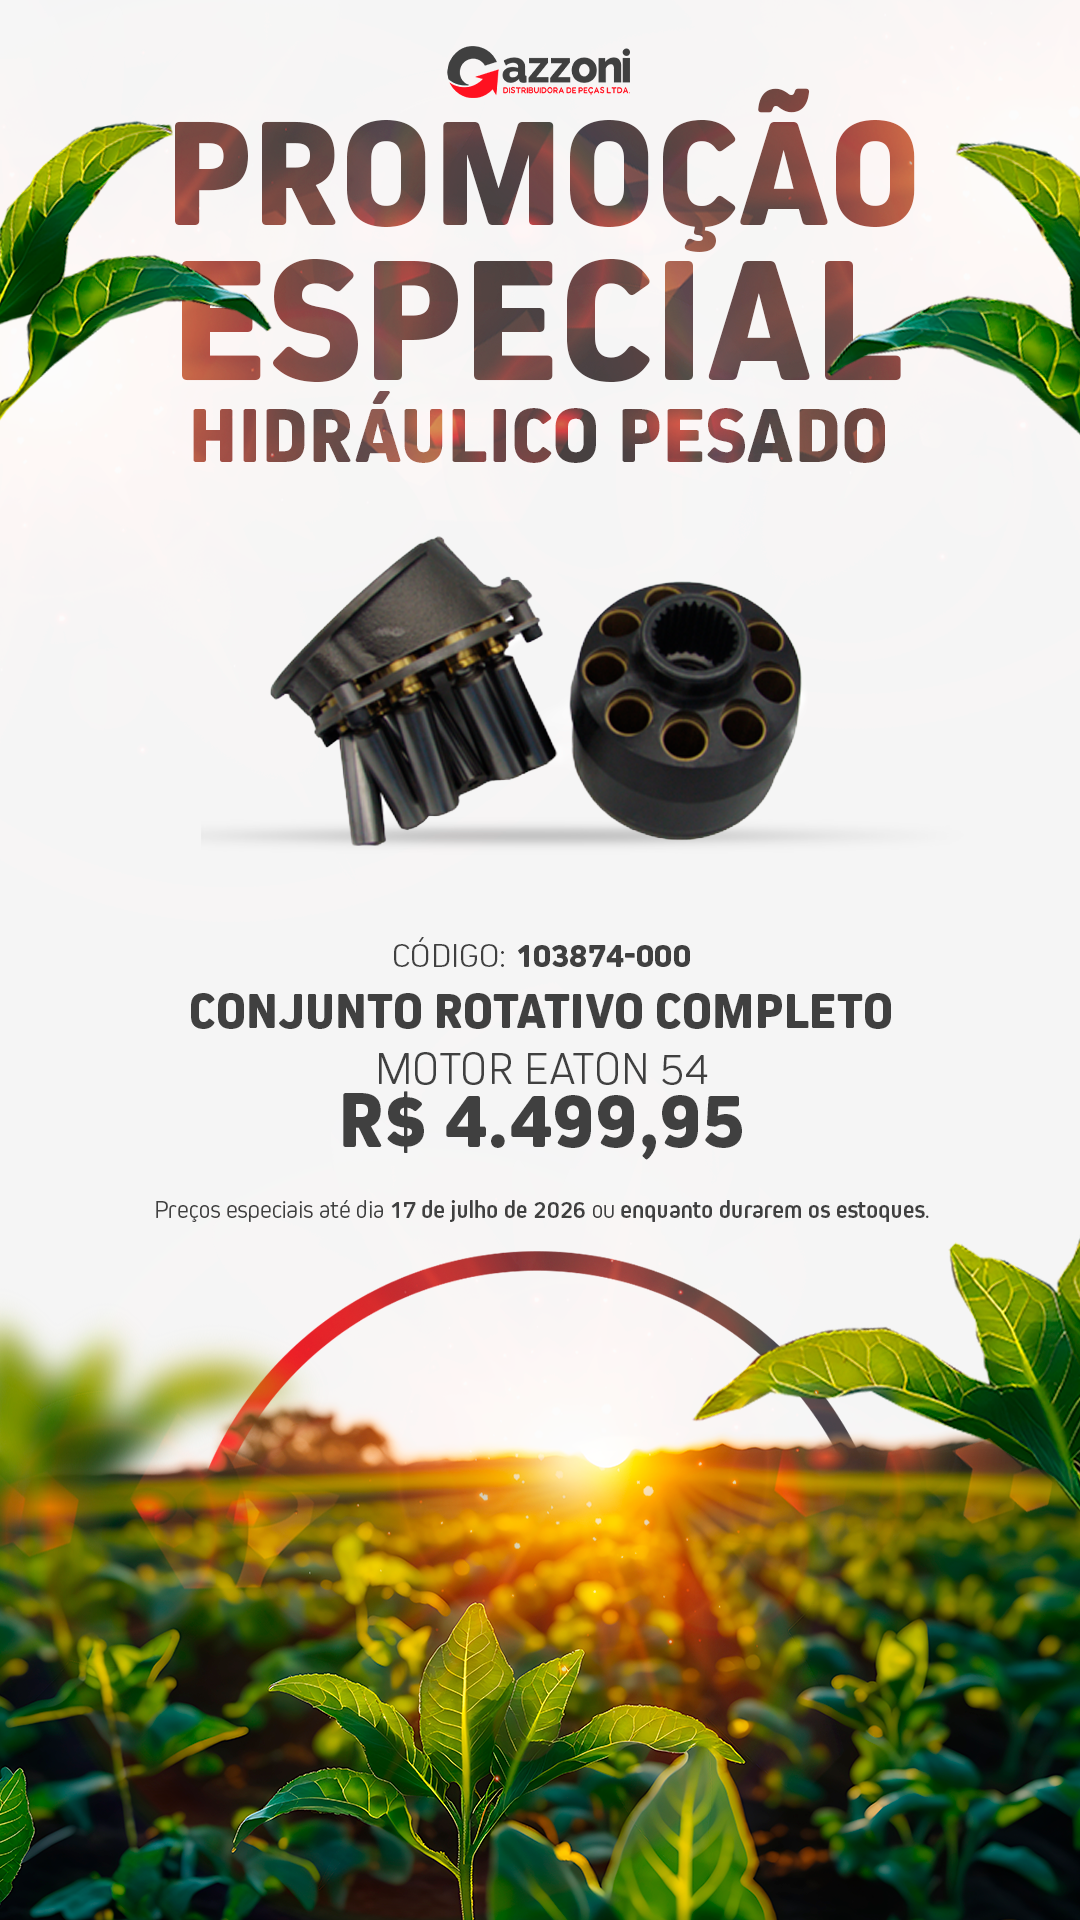 Gazzoni
DISTRIBUIDORA DE PEÇAS LTDA.
PROMOÇÃO
ESPECIAL
HIDRÁULICO PESADO
CÓDIGO: 103874-000
CONJUNTO ROTATIVO COMPLETO
MOTOR EATON 54
R$ 4.499,95
Preços especiais até dia 17 de julho de 2026 ou enquanto durarem os estoques.